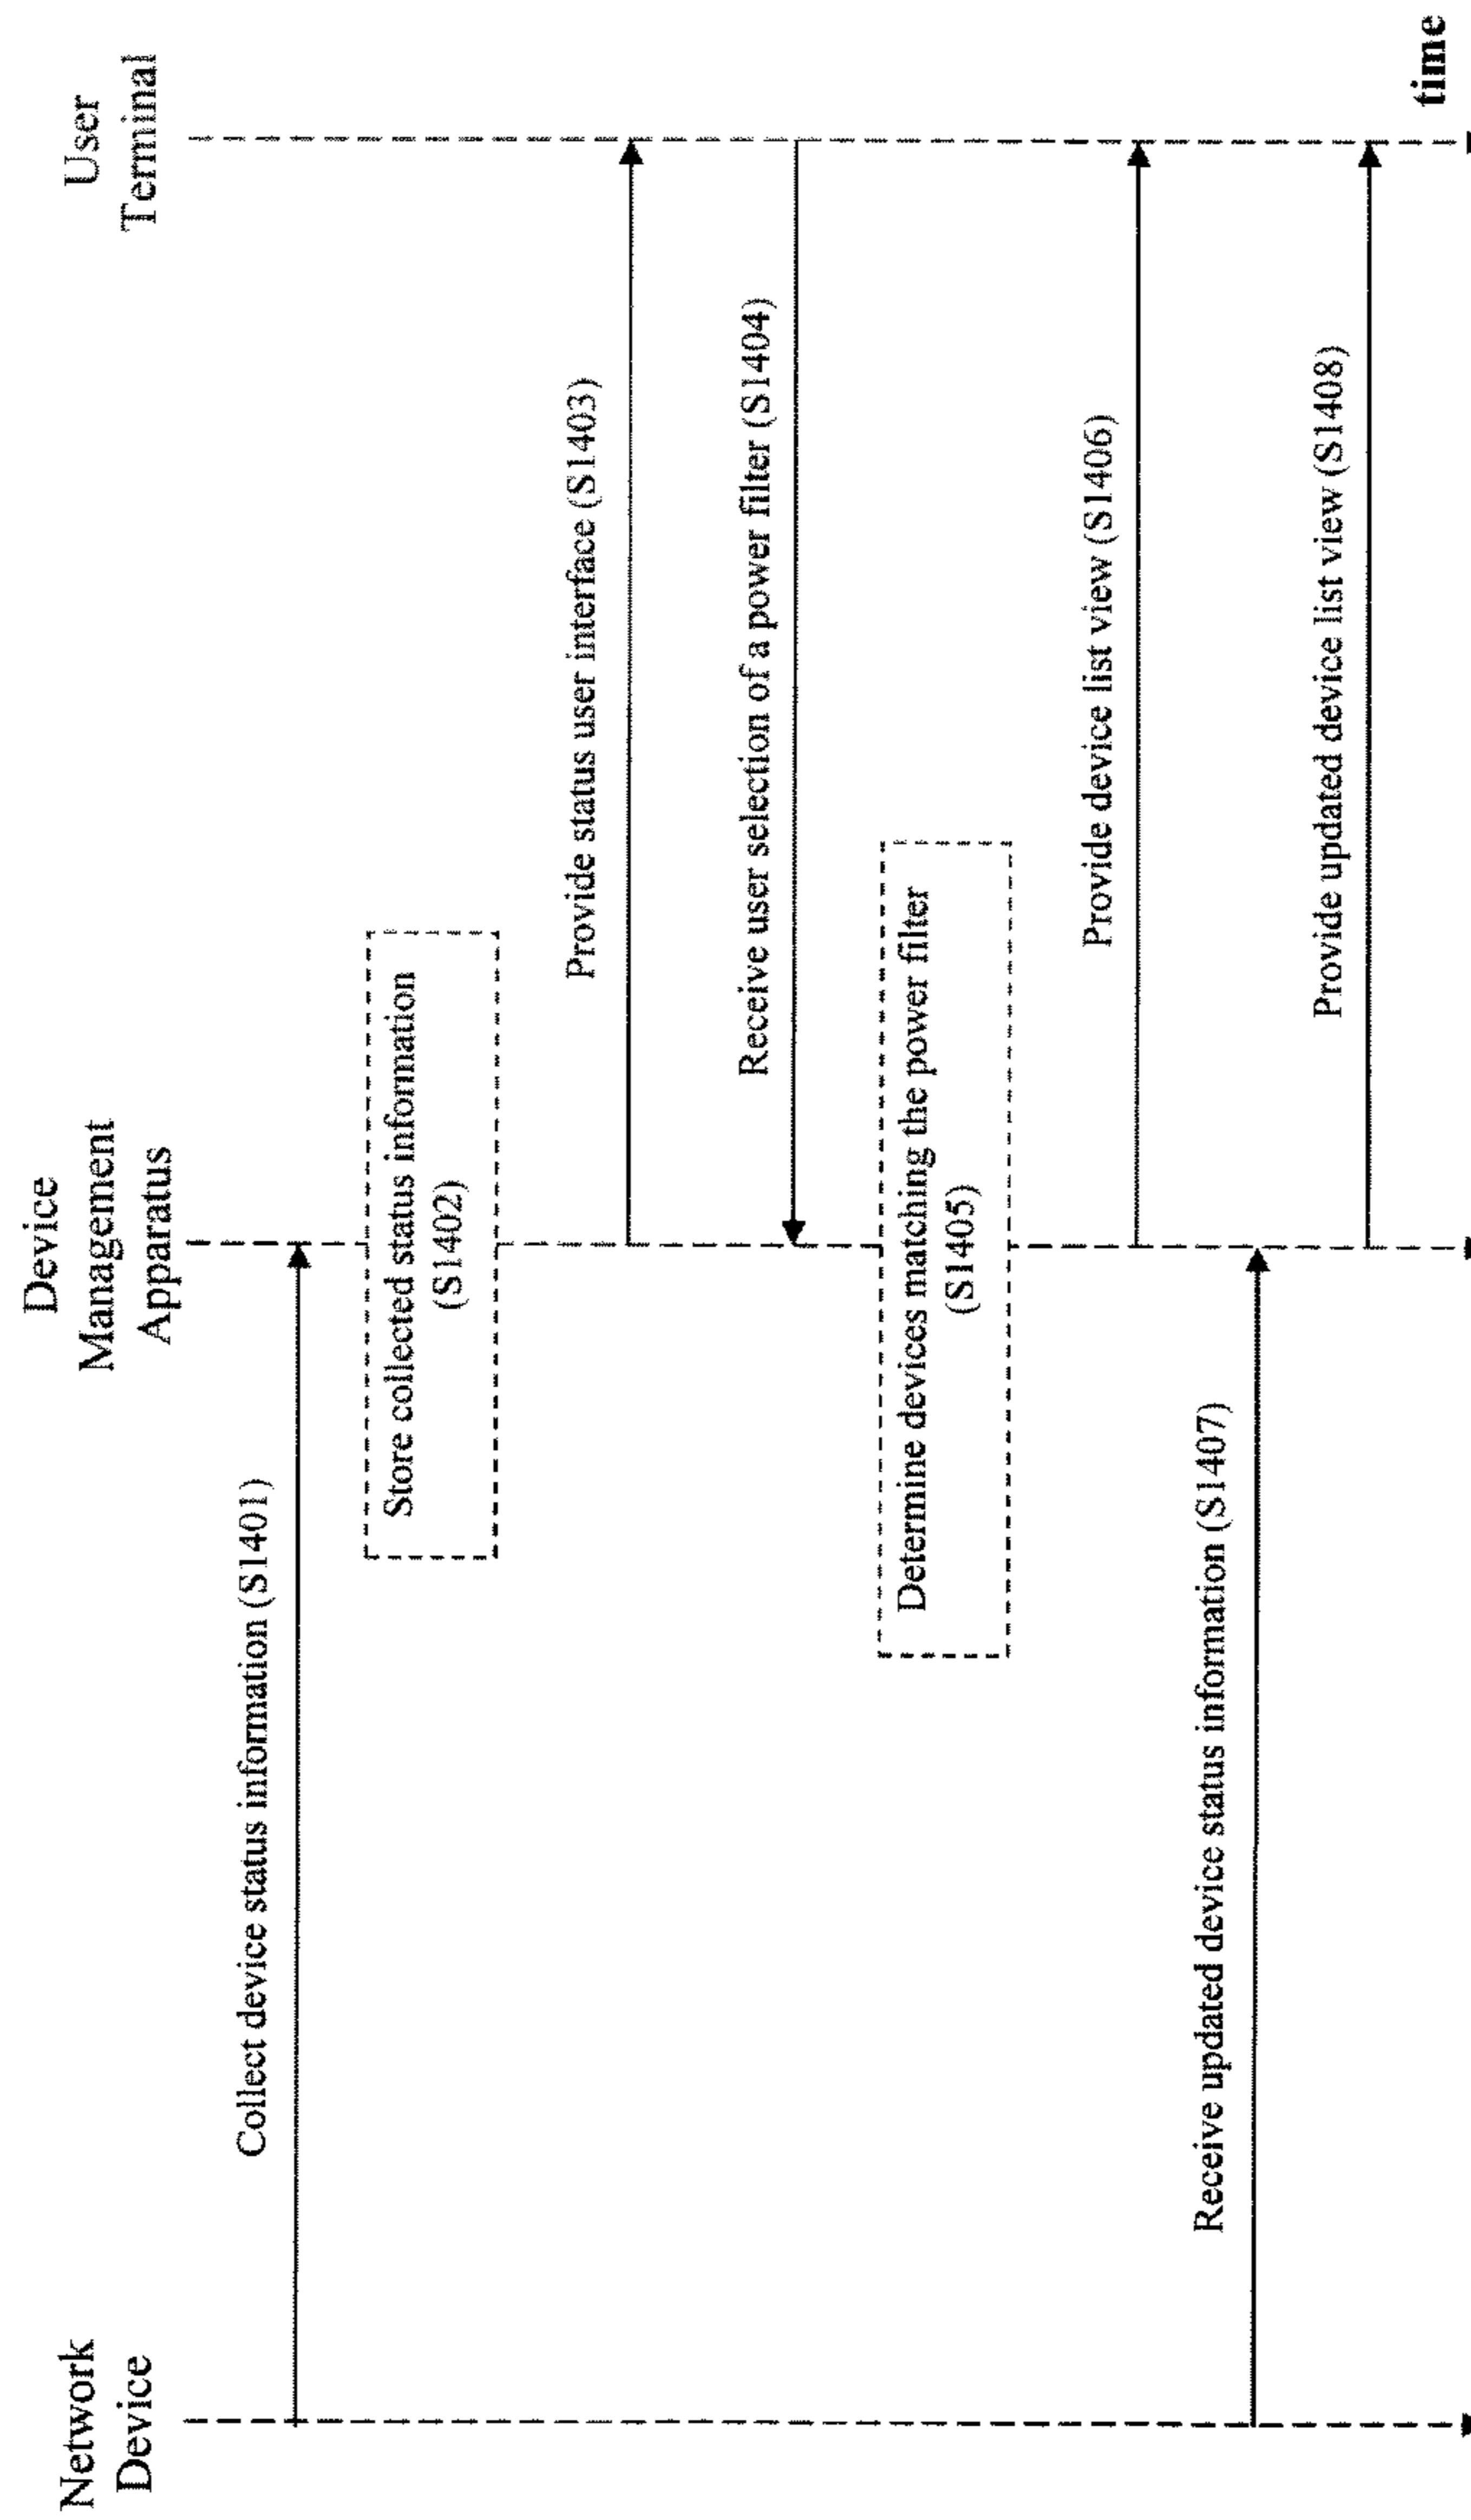 Network
Device
Device
Management
Apparatus
User
Terminal
Collect device status information (S1401)
Store collected status information
(S1402)
Provide status user interface (S1403)
Receive user selection of a power filter (S1404)
Determine devices matching the power filter
(S1405)
Provide device list view (S1406)
Receive updated device status information (S1407)
Provide updated device list view (S1408)
time